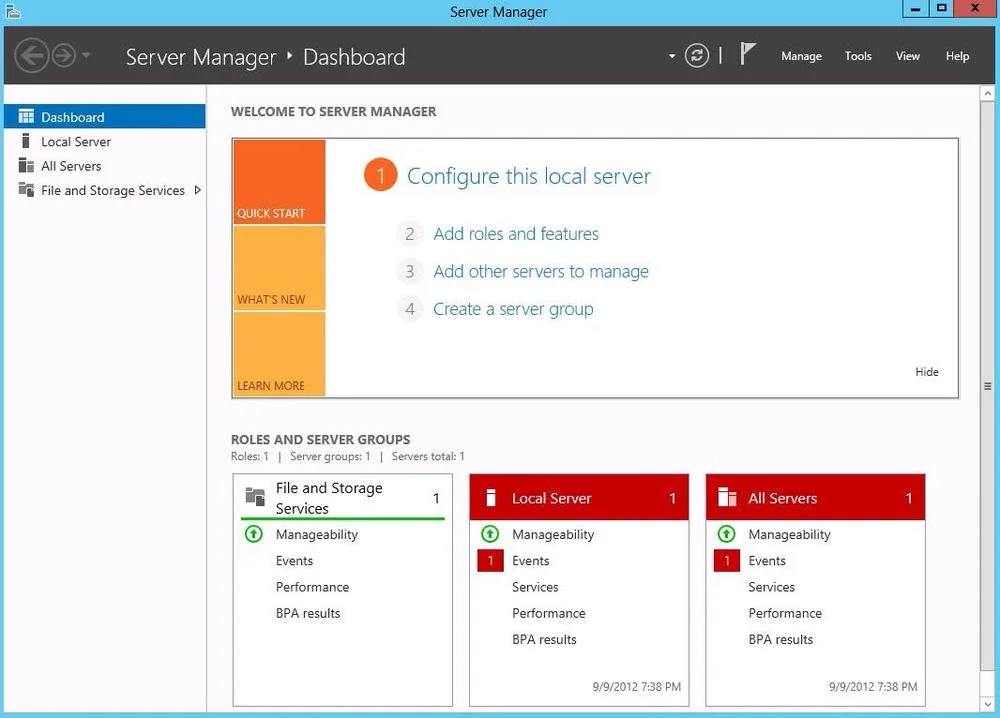 Server Manager
Server Manager ‣ Dashboard
Manage Tools View Help
Dashboard
Local Server
All Servers
File and Storage Services
WELCOME TO SERVER MANAGER
QUICK START
WHAT'S NEW
LEARN MORE
1 Configure this local server
2 Add roles and features
3 Add other servers to manage
4 Create a server group
Hide
ROLES AND SERVER GROUPS
Roles: 1 | Server groups: 1 | Servers total: 1
File and Storage
Services 1
Manageability
Events
Performance
BPA results
Local Server 1
Manageability
1 Events
Services
Performance
BPA results
9/9/2012 7:38 PM
All Servers 1
Manageability
1 Events
Services
Performance
BPA results
9/9/2012 7:38 PM